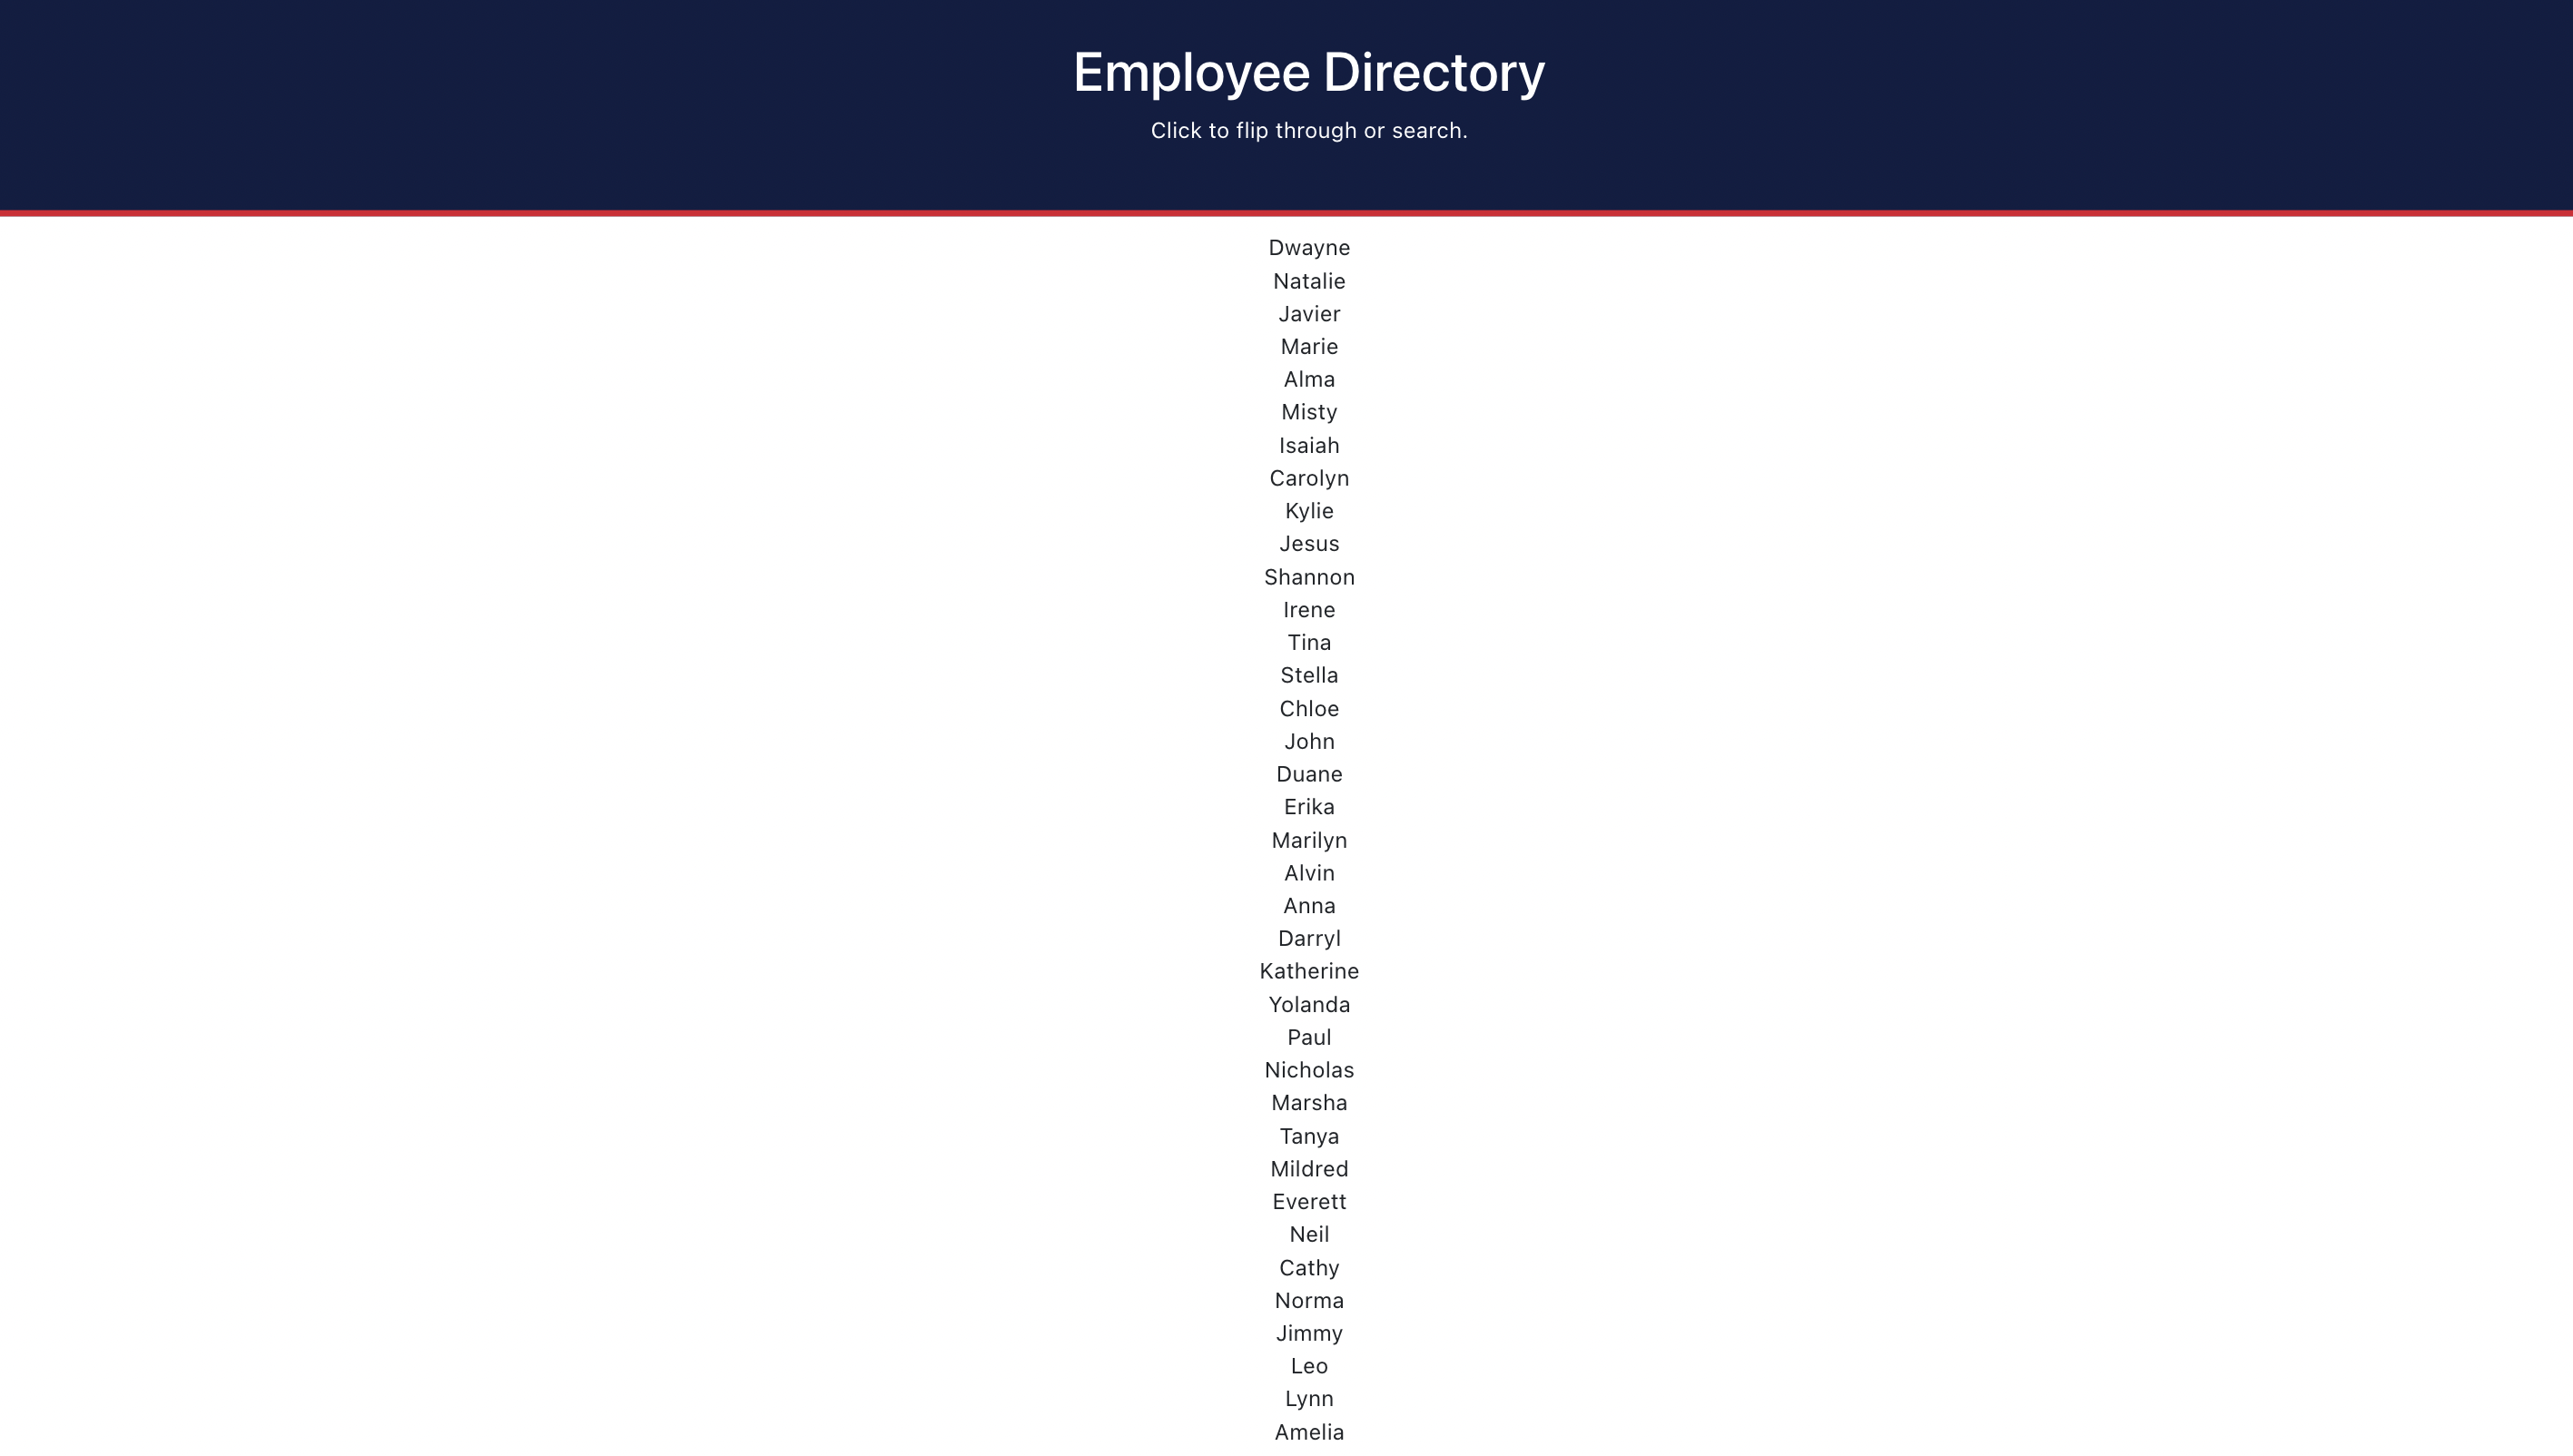 Employee Directory
Click to flip through or search.
Dwayne
Natalie
Javier
Marie
Alma
Misty
Isaiah
Carolyn
Kylie
Jesus
Shannon
Irene
Tina
Stella
Chloe
John
Duane
Erika
Marilyn
Alvin
Anna
Darryl
Katherine
Yolanda
Paul
Nicholas
Marsha
Tanya
Mildred
Everett
Neil
Cathy
Norma
Jimmy
Leo
Lynn
Amelia